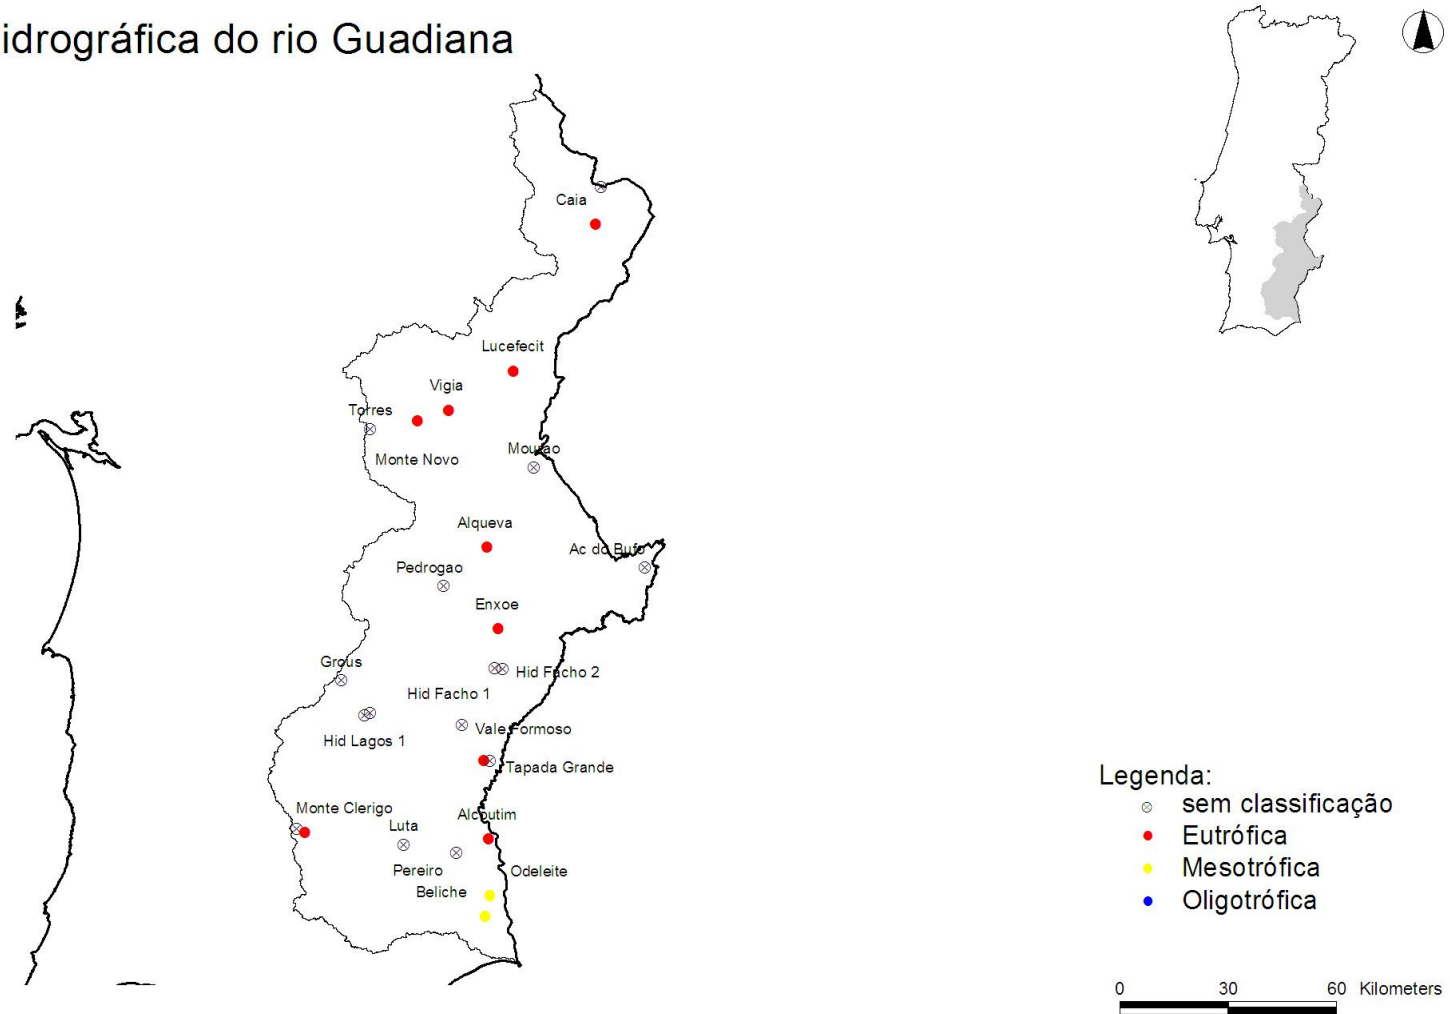 idrográfica do rio Guadiana
Caia
Lucefecit
Vigia
Torres
Monte Novo
Mourao
Alqueva
Ac do Bufo
Pedrogao
Enxoe
Grous
Hid Facho 2
Hid Facho 1
Vale Formoso
Hid Lagos 1
Tapada Grande
Monte Clerigo
Alcoutim
Luta
Pereiro
Odeleite
Beliche
Legenda:
sem classificação
Eutrófica
Mesotrófica
Oligotrófica
0 30 60 Kilometers